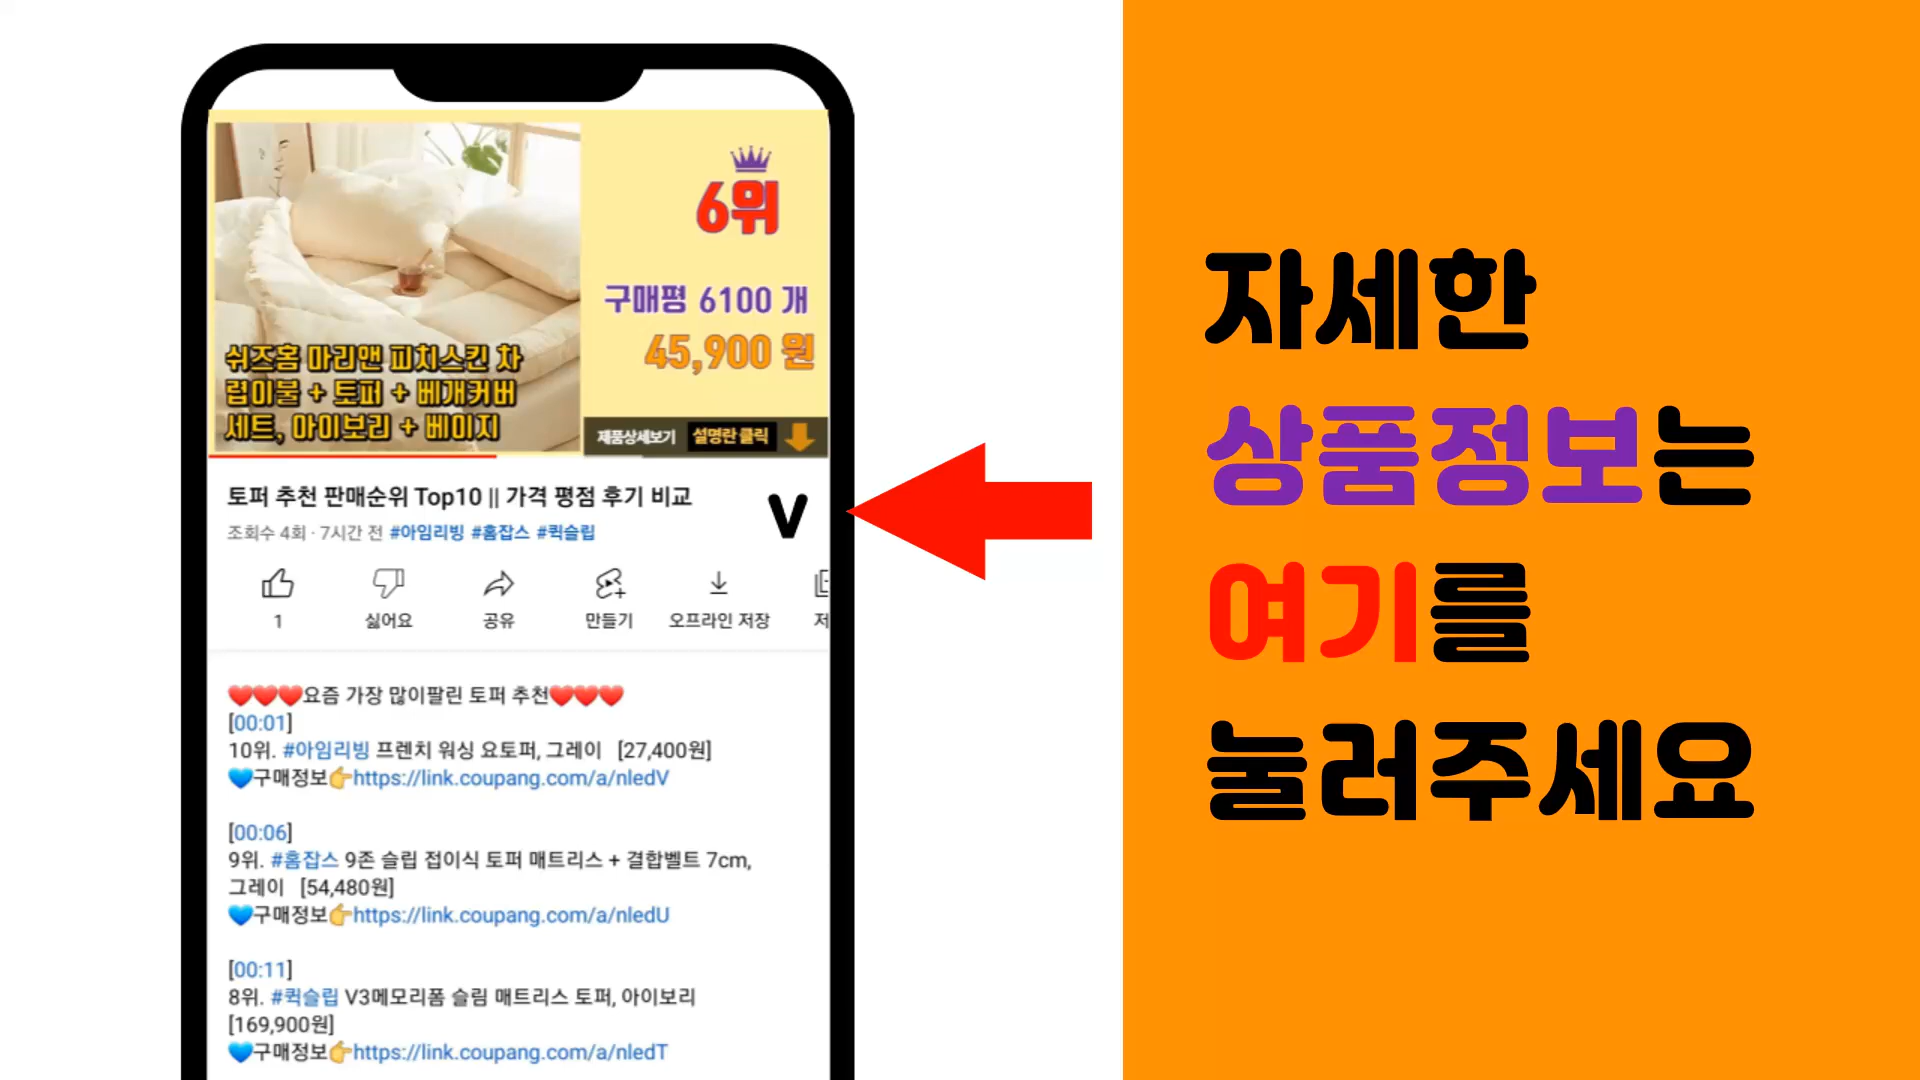 6위
구매평 6100 개
45,900 원
쉬즈홈 마리앤 피치스킨 차
렵이불 + 토퍼 + 베개커버
세트, 아이보리 + 베이지
제품상세보기 설명란 클릭
토퍼 추천 판매순위 Top10 || 가격 평점 후기 비교
V
조회수 4회 · 7시간 전 #아임리빙 #홈잡스 #퀵슬립
1 싫어요 공유 만들기 오프라인 저장 저
❤❤❤요즘 가장 많이팔린 토퍼 추천❤❤❤
[00:01]
10위. #아임리빙 프렌치 워싱 요토퍼, 그레이 [27,400원]
💙구매정보👉https://link.coupang.com/a/nledV
[00:06]
9위. #홈잡스 9존 슬립 접이식 토퍼 매트리스 + 결합벨트 7cm,
그레이 [54,480원]
💙구매정보👉https://link.coupang.com/a/nledU
[00:11]
8위. #퀵슬립 V3메모리폼 슬림 매트리스 토퍼, 아이보리
[169,900원]
💙구매정보👉https://link.coupang.com/a/nledT
자세한
상품정보는
여기를
눌러주세요